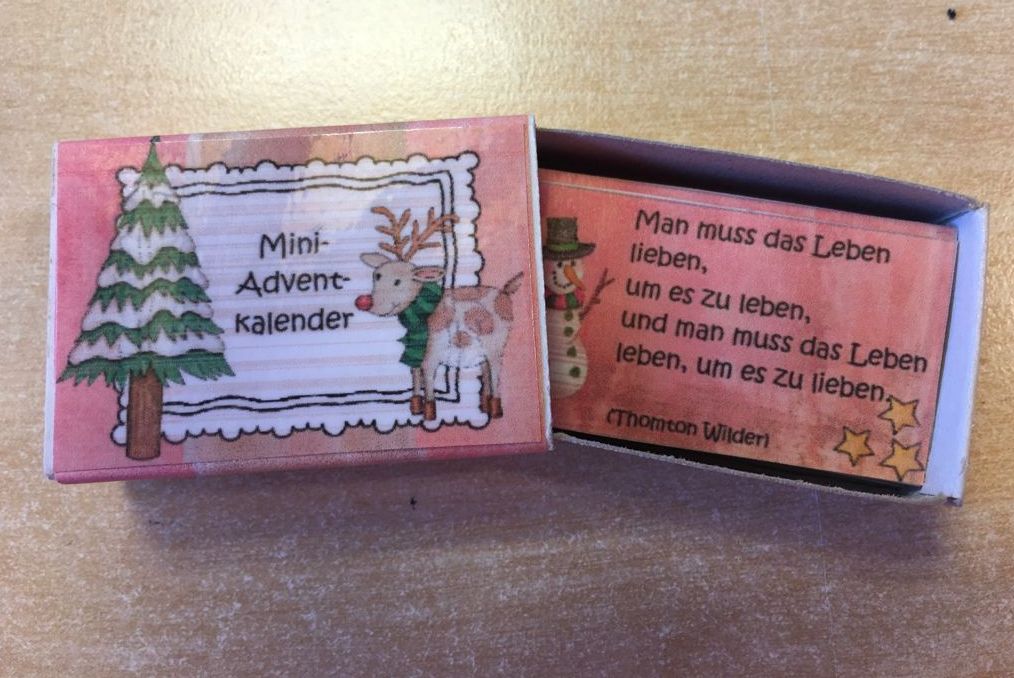 Mini-
Advent-
kalender
Man muss das Leben
lieben,
um es zu leben,
und man muss das Leben
leben, um es zu lieben.
(Thomton Wilder)